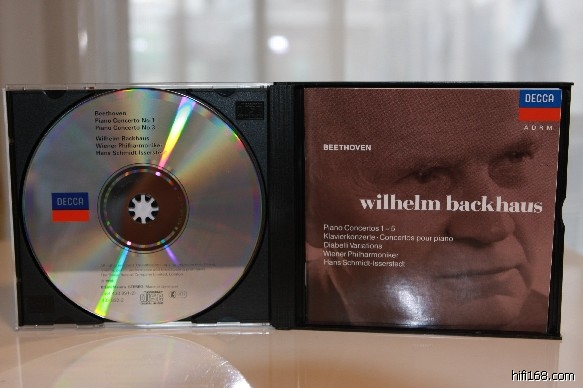 Beethoven
Piano Concerto No.1
Piano Concerto No.3
Wilhelm Backhaus
Wiener Philharmoniker
Hans Schmidt-Isserstedt
DECCA
DECCA
ADRM
BEETHOVEN
wilhelm backhaus
Piano Concertos 1 – 5
Klavierkonzerte · Concertos pour piano
Diabelli Variations
Wiener Philharmoniker
Hans Schmidt-Isserstedt
hifi168.com